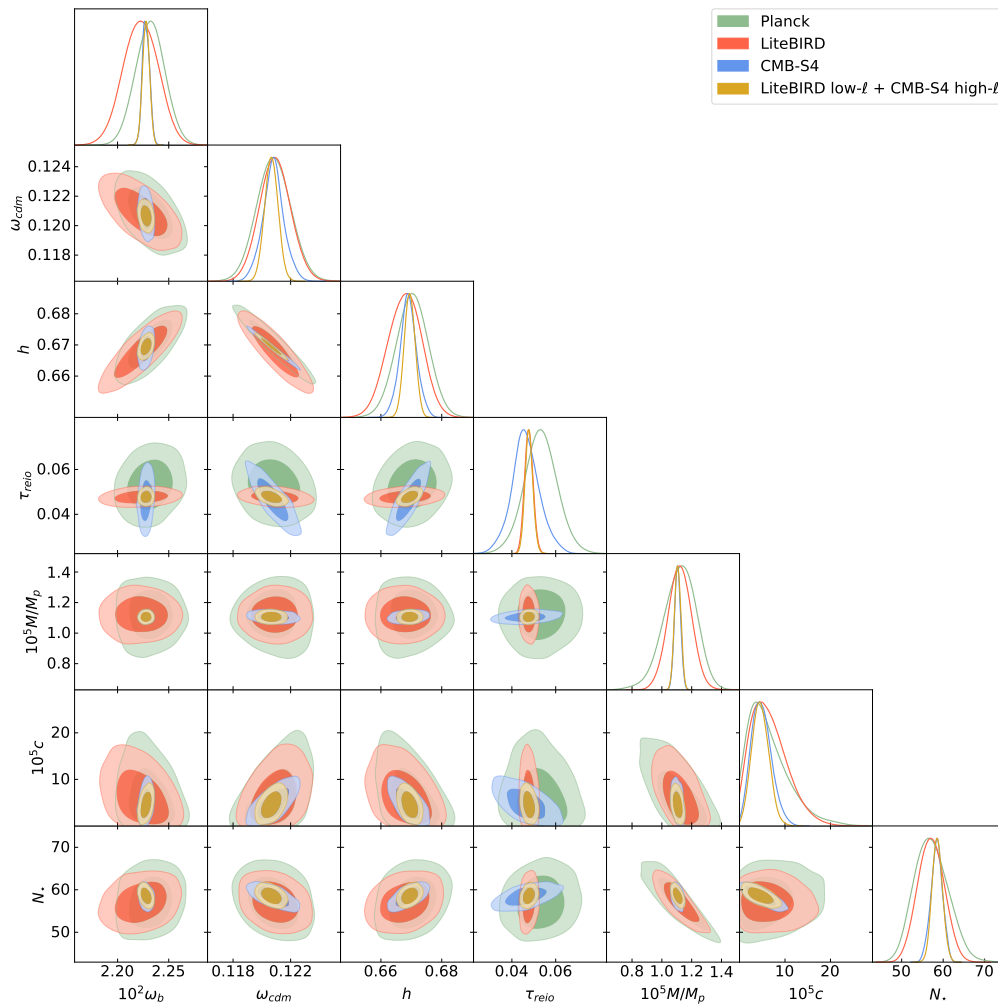 Planck
LiteBIRD
CMB-S4
LiteBIRD low-ℓ + CMB-S4 high-ℓ
0.124
0.122
0.120
0.118
ω_cdm
0.68
0.67
0.66
h
0.06
0.04
τ_reio
1.4
1.2
1.0
0.8
10^5 M/M_p
20
10
10^5 c
70
60
50
N_*
2.20 2.25
0.118 0.122
0.66 0.68
0.04 0.06
0.8 1.0 1.2 1.4
10 20
50 60 70
10^2 ω_b
ω_cdm
h
τ_reio
10^5 M/M_p
10^5 c
N_*